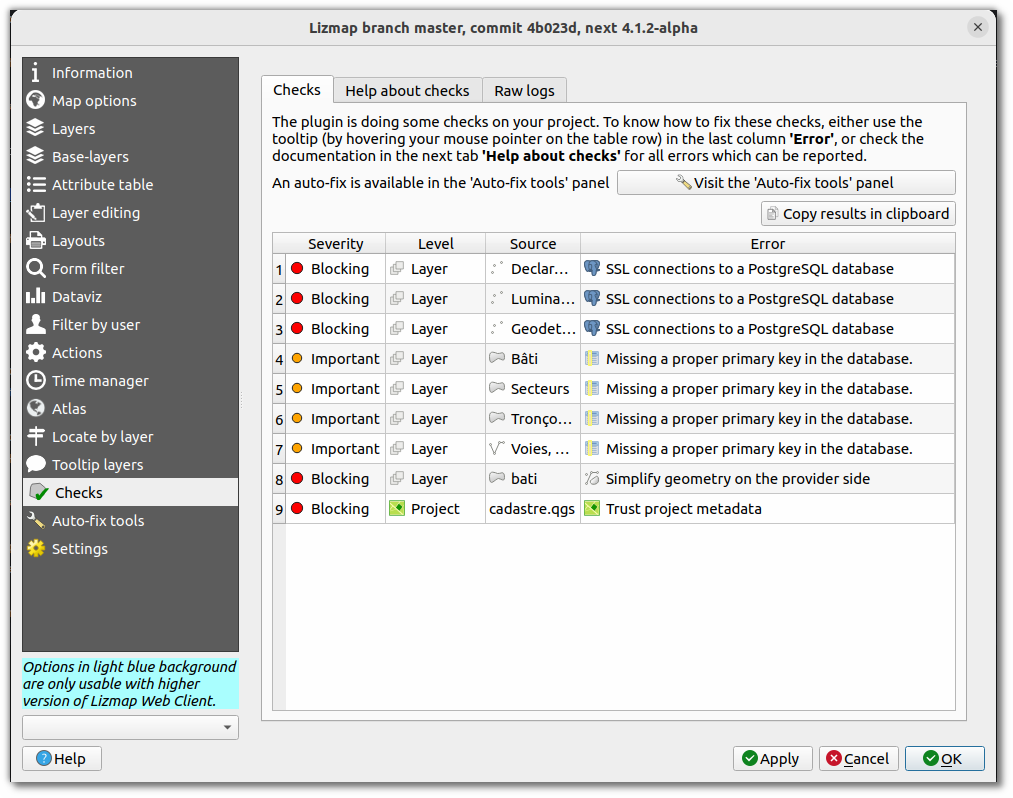 Lizmap branch master, commit 4b023d, next 4.1.2-alpha
Information
Map options
Layers
Base-layers
Attribute table
Layer editing
Layouts
Form filter
Dataviz
Filter by user
Actions
Time manager
Atlas
Locate by layer
Tooltip layers
Checks
Auto-fix tools
Settings
Options in light blue background
are only usable with higher
version of Lizmap Web Client.
Help
Checks Help about checks Raw logs
The plugin is doing some checks on your project. To know how to fix these checks, either use the
tooltip (by hovering your mouse pointer on the table row) in the last column 'Error', or check the
documentation in the next tab 'Help about checks' for all errors which can be reported.
An auto-fix is available in the 'Auto-fix tools' panel Visit the 'Auto-fix tools' panel
Copy results in clipboard
Severity Level Source Error
1 Blocking Layer Declar... SSL connections to a PostgreSQL database
2 Blocking Layer Lumina... SSL connections to a PostgreSQL database
3 Blocking Layer Geodet... SSL connections to a PostgreSQL database
4 Important Layer Bâti Missing a proper primary key in the database.
5 Important Layer Secteurs Missing a proper primary key in the database.
6 Important Layer Tronço... Missing a proper primary key in the database.
7 Important Layer Voies, ... Missing a proper primary key in the database.
8 Blocking Layer bati Simplify geometry on the provider side
9 Blocking Project cadastre.qgs Trust project metadata
Apply Cancel OK